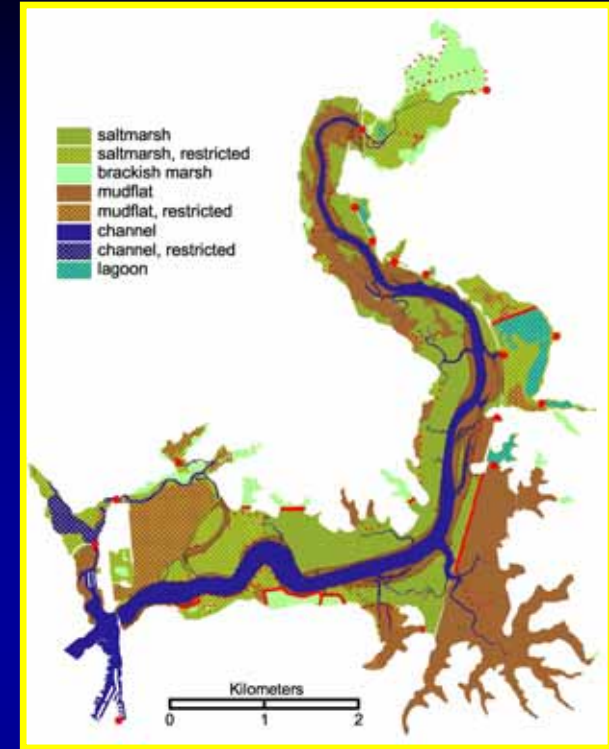 saltmarsh
saltmarsh, restricted
brackish marsh
mudflat
mudflat, restricted
channel
channel, restricted
lagoon
Kilometers
0 1 2